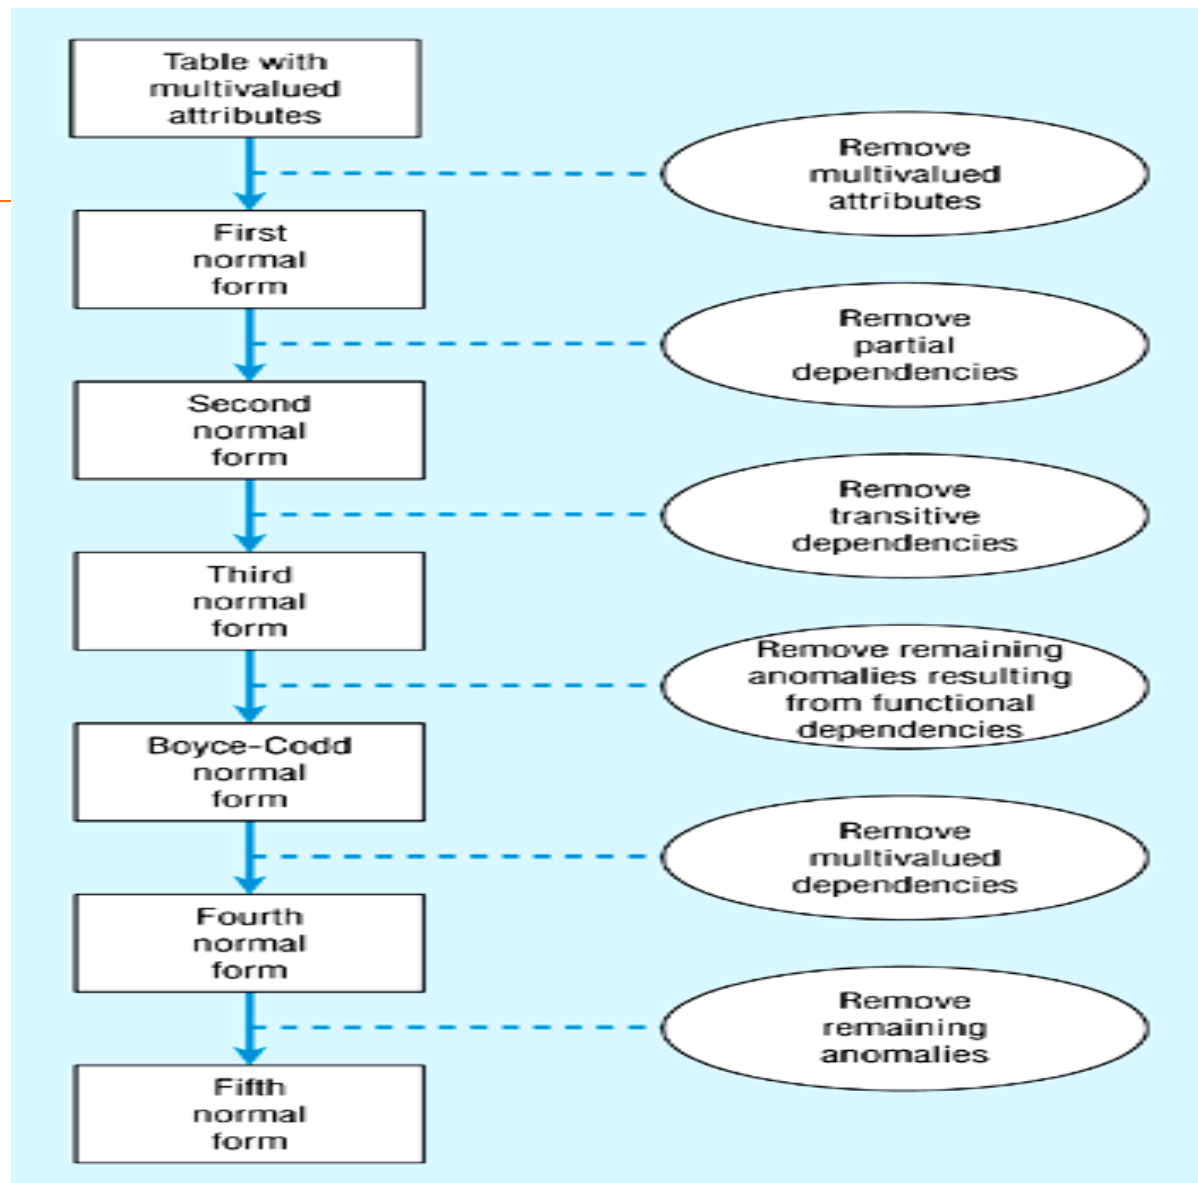 Table with
multivalued
attributes
Remove
multivalued
attributes
First
normal
form
Remove
partial
dependencies
Second
normal
form
Remove
transitive
dependencies
Third
normal
form
Remove remaining
anomalies resulting
from functional
dependencies
Boyce-Codd
normal
form
Remove
multivalued
dependencies
Fourth
normal
form
Remove
remaining
anomalies
Fifth
normal
form